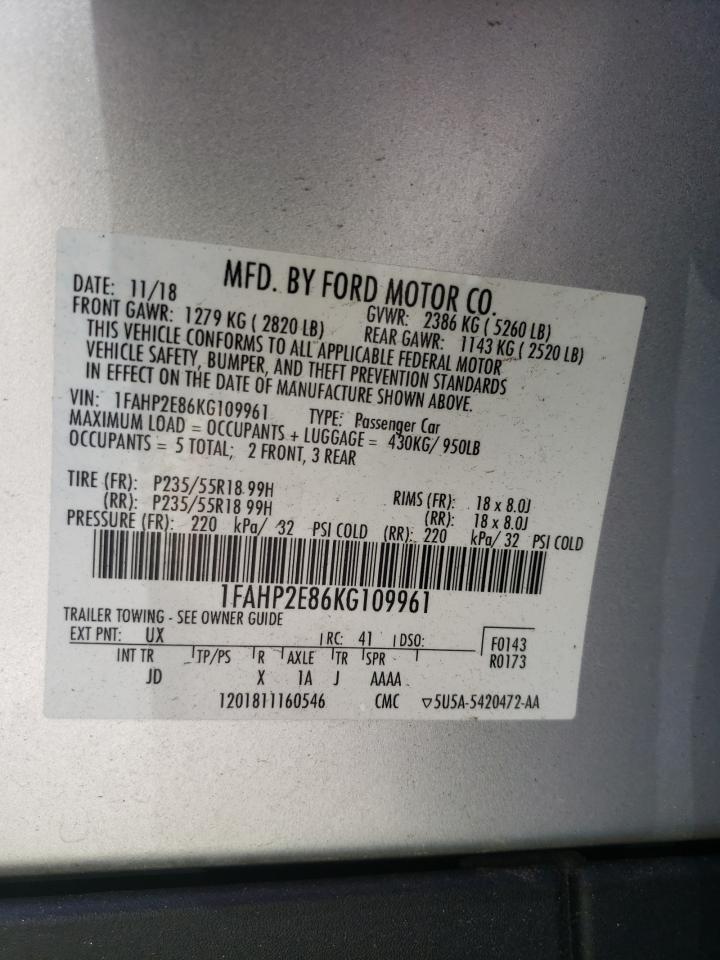 MFD. BY FORD MOTOR CO.
DATE: 11/18 GVWR: 2386 KG ( 5260 LB)
FRONT GAWR: 1279 KG ( 2820 LB) REAR GAWR: 1143 KG ( 2520 LB)
THIS VEHICLE CONFORMS TO ALL APPLICABLE FEDERAL MOTOR
VEHICLE SAFETY, BUMPER, AND THEFT PREVENTION STANDARDS
IN EFFECT ON THE DATE OF MANUFACTURE SHOWN ABOVE.
VIN: 1FAHP2E86KG109961 TYPE: Passenger Car
MAXIMUM LOAD = OCCUPANTS + LUGGAGE = 430KG/ 950LB
OCCUPANTS = 5 TOTAL; 2 FRONT, 3 REAR
TIRE (FR): P235/55R18 99H RIMS (FR): 18 x 8.0J
(RR): P235/55R18 99H (RR): 18 x 8.0J
PRESSURE (FR): 220 kPa/ 32 PSI COLD (RR): 220 kPa/ 32 PSI COLD
1FAHP2E86KG109961
TRAILER TOWING - SEE OWNER GUIDE
EXT PNT: UX RC: 41 DSO: F0143
INT TR TP/PS R AXLE TR SPR R0173
JD X 1A J AAAA
1201811160546 CMC ▽5U5A-5420472-AA